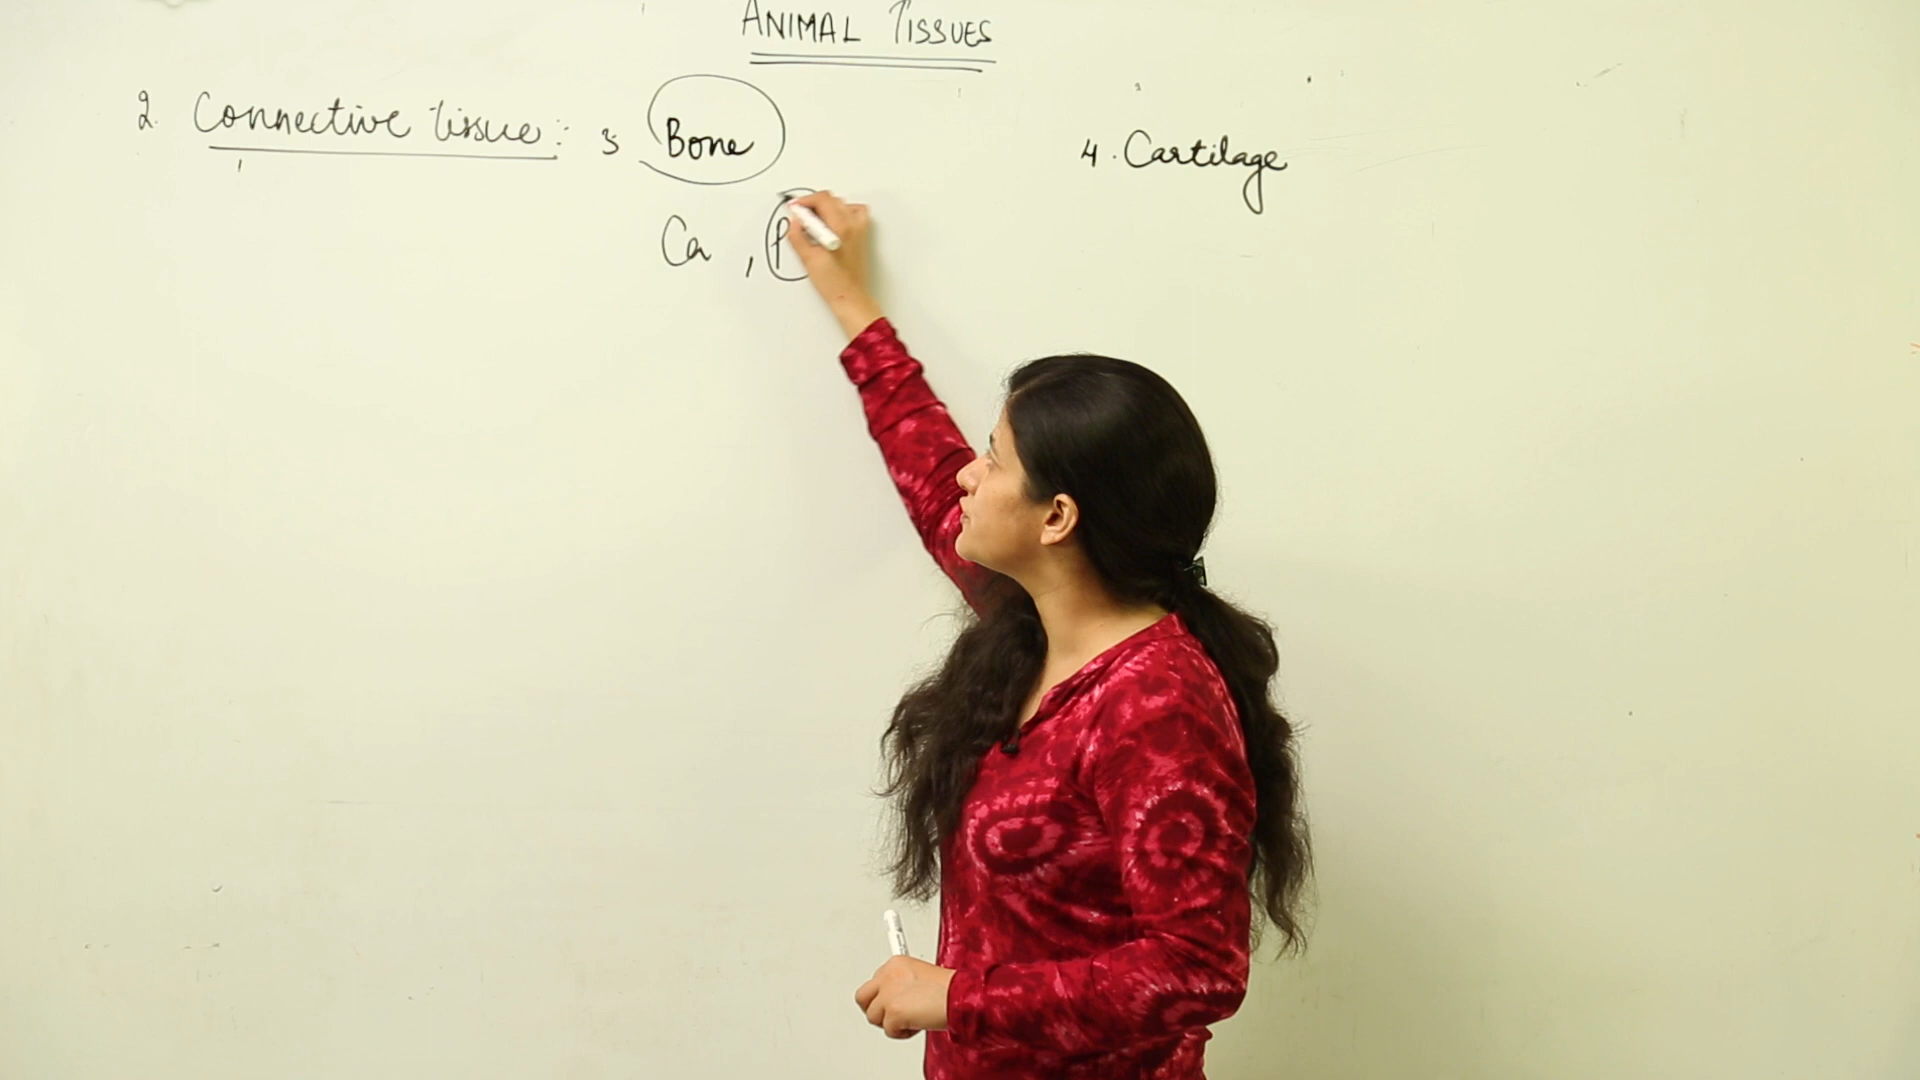 ANIMAL TISSUES
2. Connective tissue: 3. Bone
4. Cartilage
Ca, P